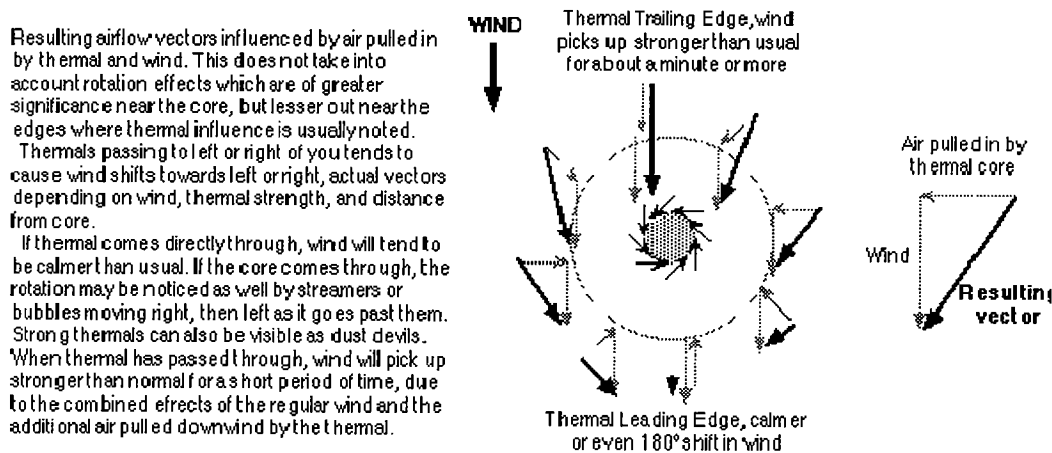 Resulting airflow vectors influenced by air pulled in
by thermal and wind. This does not take into
account rotation effects which are of greater
significance near the core, but lesser out near the
edges where thermal influence is usually noted.
Thermals passing to left or right of you tends to
cause wind shifts towards left or right, actual vectors
depending on wind, thermal strength, and distance
from core.
If thermal comes directly through, wind will tend to
be calmer than usual. If the core comes through, the
rotation may be noticed as well by streamers or
bubbles moving right, then left as it goes past them.
Strong thermals can also be visible as dust devils.
When thermal has passed through, wind will pick up
stronger than normal for a short period of time, due
to the combined effects of the regular wind and the
additional air pulled downwind by the thermal.
WIND
Thermal Trailing Edge, wind
picks up stronger than usual
for about a minute or more
Thermal Leading Edge, calmer
or even 180° shift in wind
Air pulled in by
thermal core
Wind
Resulting
vector